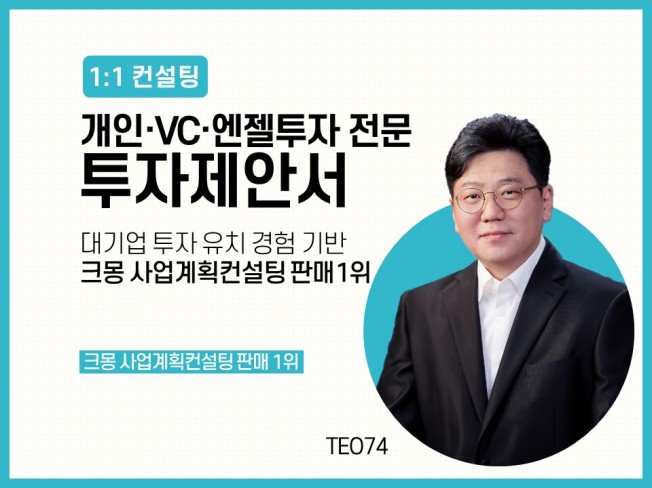 1:1 컨설팅
개인·VC·엔젤투자 전문
투자제안서
대기업 투자 유치 경험 기반
크몽 사업계획컨설팅 판매 1위
크몽 사업계획컨설팅 판매 1위
TEO74